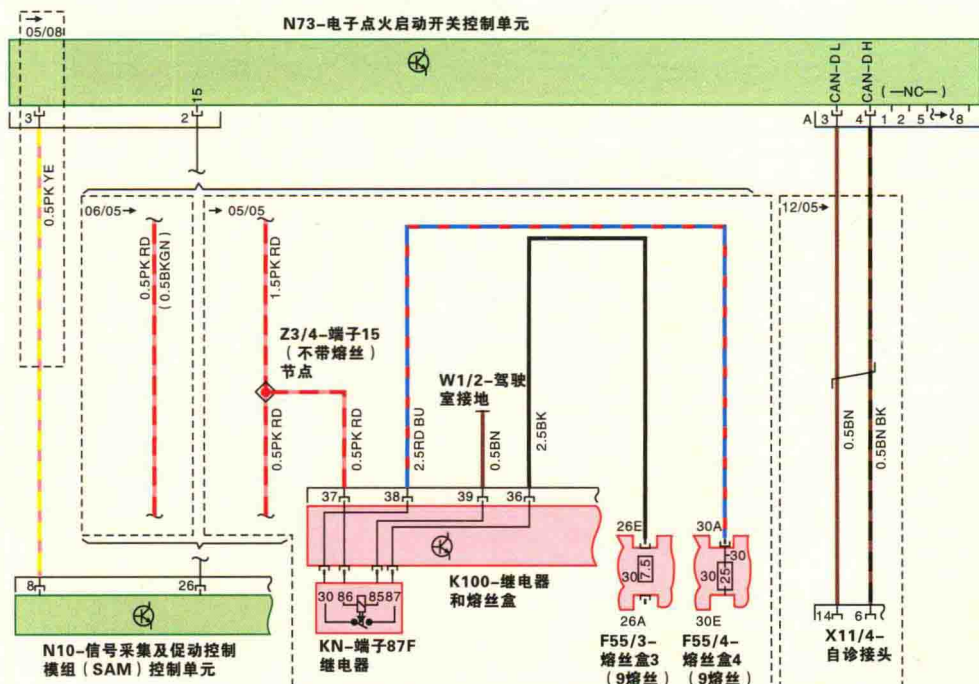 N73-电子点火启动开关控制单元
05/08
15
CAN-DL
CAN-DH
(—NC—)
3
2
A 3 4 1 2 5 8
0.5PK YE
06/05
05/05
12/05
0.5PK RD
(0.5BKGN)
1.5PK RD
Z3/4-端子15
(不带熔丝)
节点
W1/2-驾驶
室接地
0.5PK RD
0.5PK RD
2.5RD BU
0.5BN
2.5BK
0.5BN
0.5BN BK
37 38 39 36
26E
30A
30
30 7.5
30 25
30 86 85 87
8
26
K100-继电器
和熔丝盒
26A
30E
14 6
N10-信号采集及促动控制
模组(SAM)控制单元
KN-端子87F
继电器
F55/3-
熔丝盒3
(9熔丝)
F55/4-
熔丝盒4
(9熔丝)
X11/4-
自诊接头